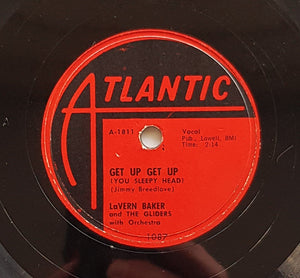 ATLANTIC
A-1811
Vocal
Pub., Lowell, BMI
Time: 2-14
GET UP GET UP
(YOU SLEEPY HEAD)
(Jimmy Breedlove)
LaVERN BAKER
and THE GLIDERS
with Orchestra
1087